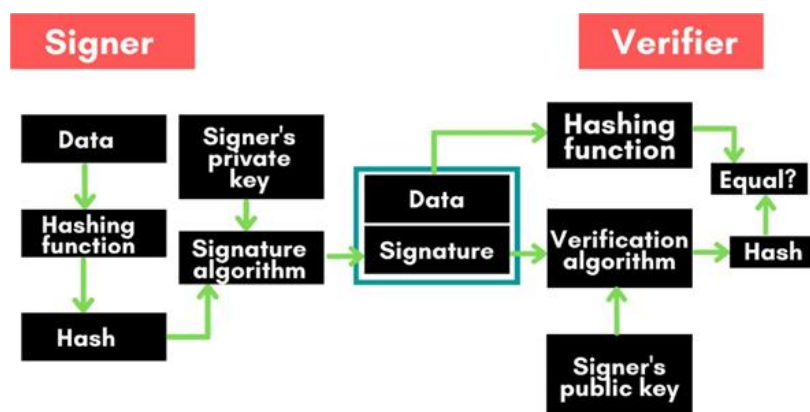 Signer
Verifier
Data
Hashing
function
Hash
Signer's
private
key
Signature
algorithm
Data
Signature
Hashing
function
Verification
algorithm
Signer's
public key
Equal?
Hash